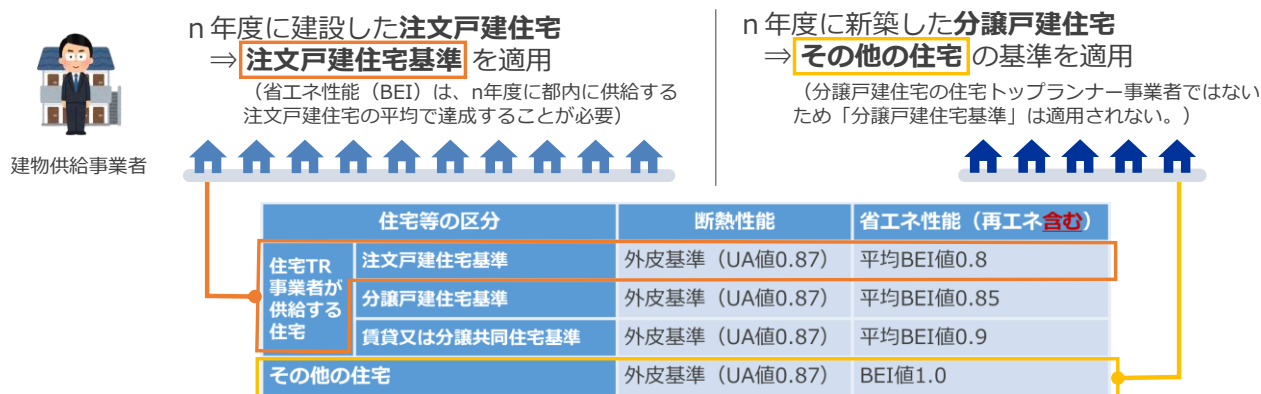 n年度に建設した注文戸建住宅
⇒注文戸建住宅基準を適用
（省エネ性能（BEI）は、n年度に都内に供給する
注文戸建住宅の平均で達成することが必要）
n年度に新築した分譲戸建住宅
⇒その他の住宅の基準を適用
（分譲戸建住宅の住宅トップランナー事業者ではない
ため「分譲戸建住宅基準」は適用されない。）
建物供給事業者
住宅等の区分 断熱性能 省エネ性能（再エネ含む）
住宅TR
事業者が
供給する
住宅
注文戸建住宅基準 外皮基準（UA値0.87） 平均BEI値0.8
分譲戸建住宅基準 外皮基準（UA値0.87） 平均BEI値0.85
賃貸又は分譲共同住宅基準 外皮基準（UA値0.87） 平均BEI値0.9
その他の住宅 外皮基準（UA値0.87） BEI値1.0